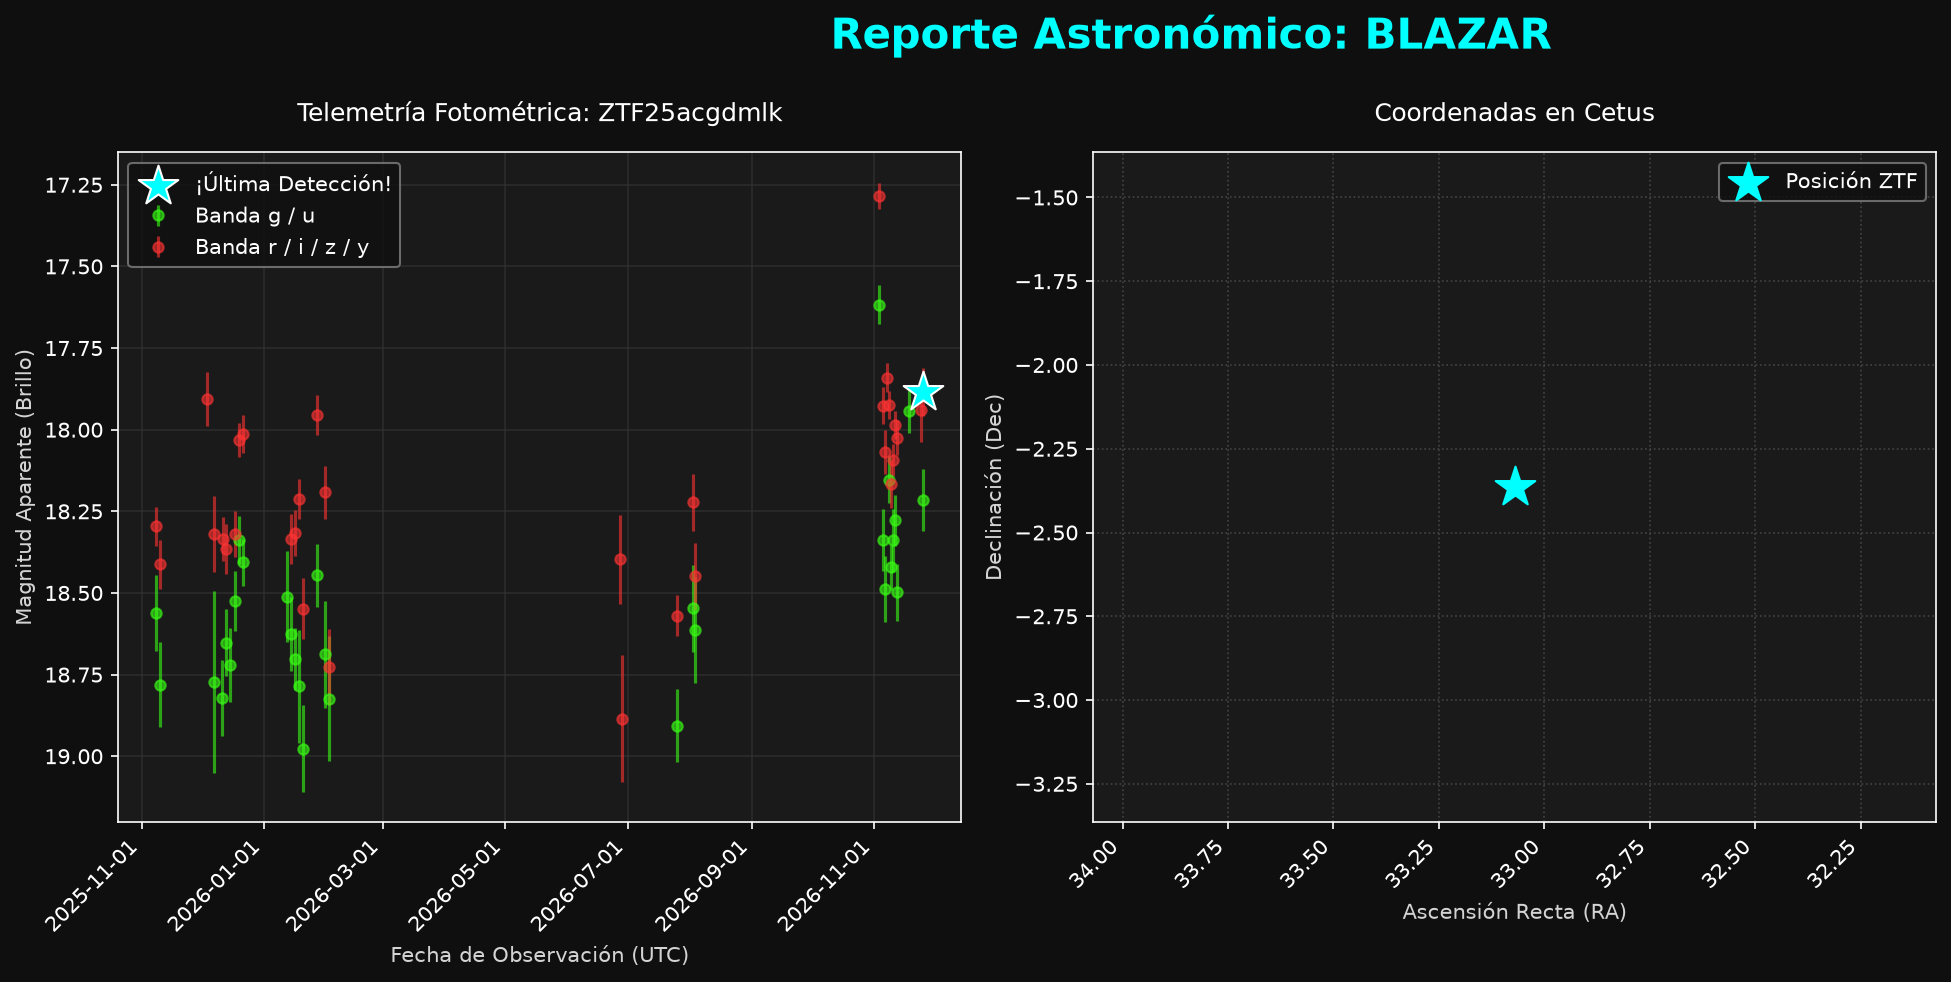 Reporte Astronómico: BLAZAR
Telemetría Fotométrica: ZTF25acgdmlk
¡Última Detección!
Banda g / u
Banda r / i / z / y
Magnitud Aparente (Brillo)
17.25
17.50
17.75
18.00
18.25
18.50
18.75
19.00
2025-11-01
2026-01-01
2026-03-01
2026-05-01
2026-07-01
2026-09-01
2026-11-01
Fecha de Observación (UTC)
Coordenadas en Cetus
Posición ZTF
Declinación (Dec)
−1.50
−1.75
−2.00
−2.25
−2.50
−2.75
−3.00
−3.25
34.00
33.75
33.50
33.25
33.00
32.75
32.50
32.25
Ascensión Recta (RA)